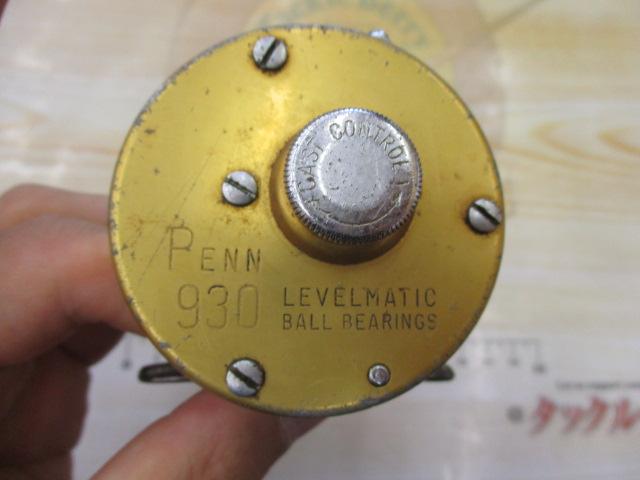 CAST CONTROL
PENN
930 LEVELMATIC
BALL BEARINGS
タックル